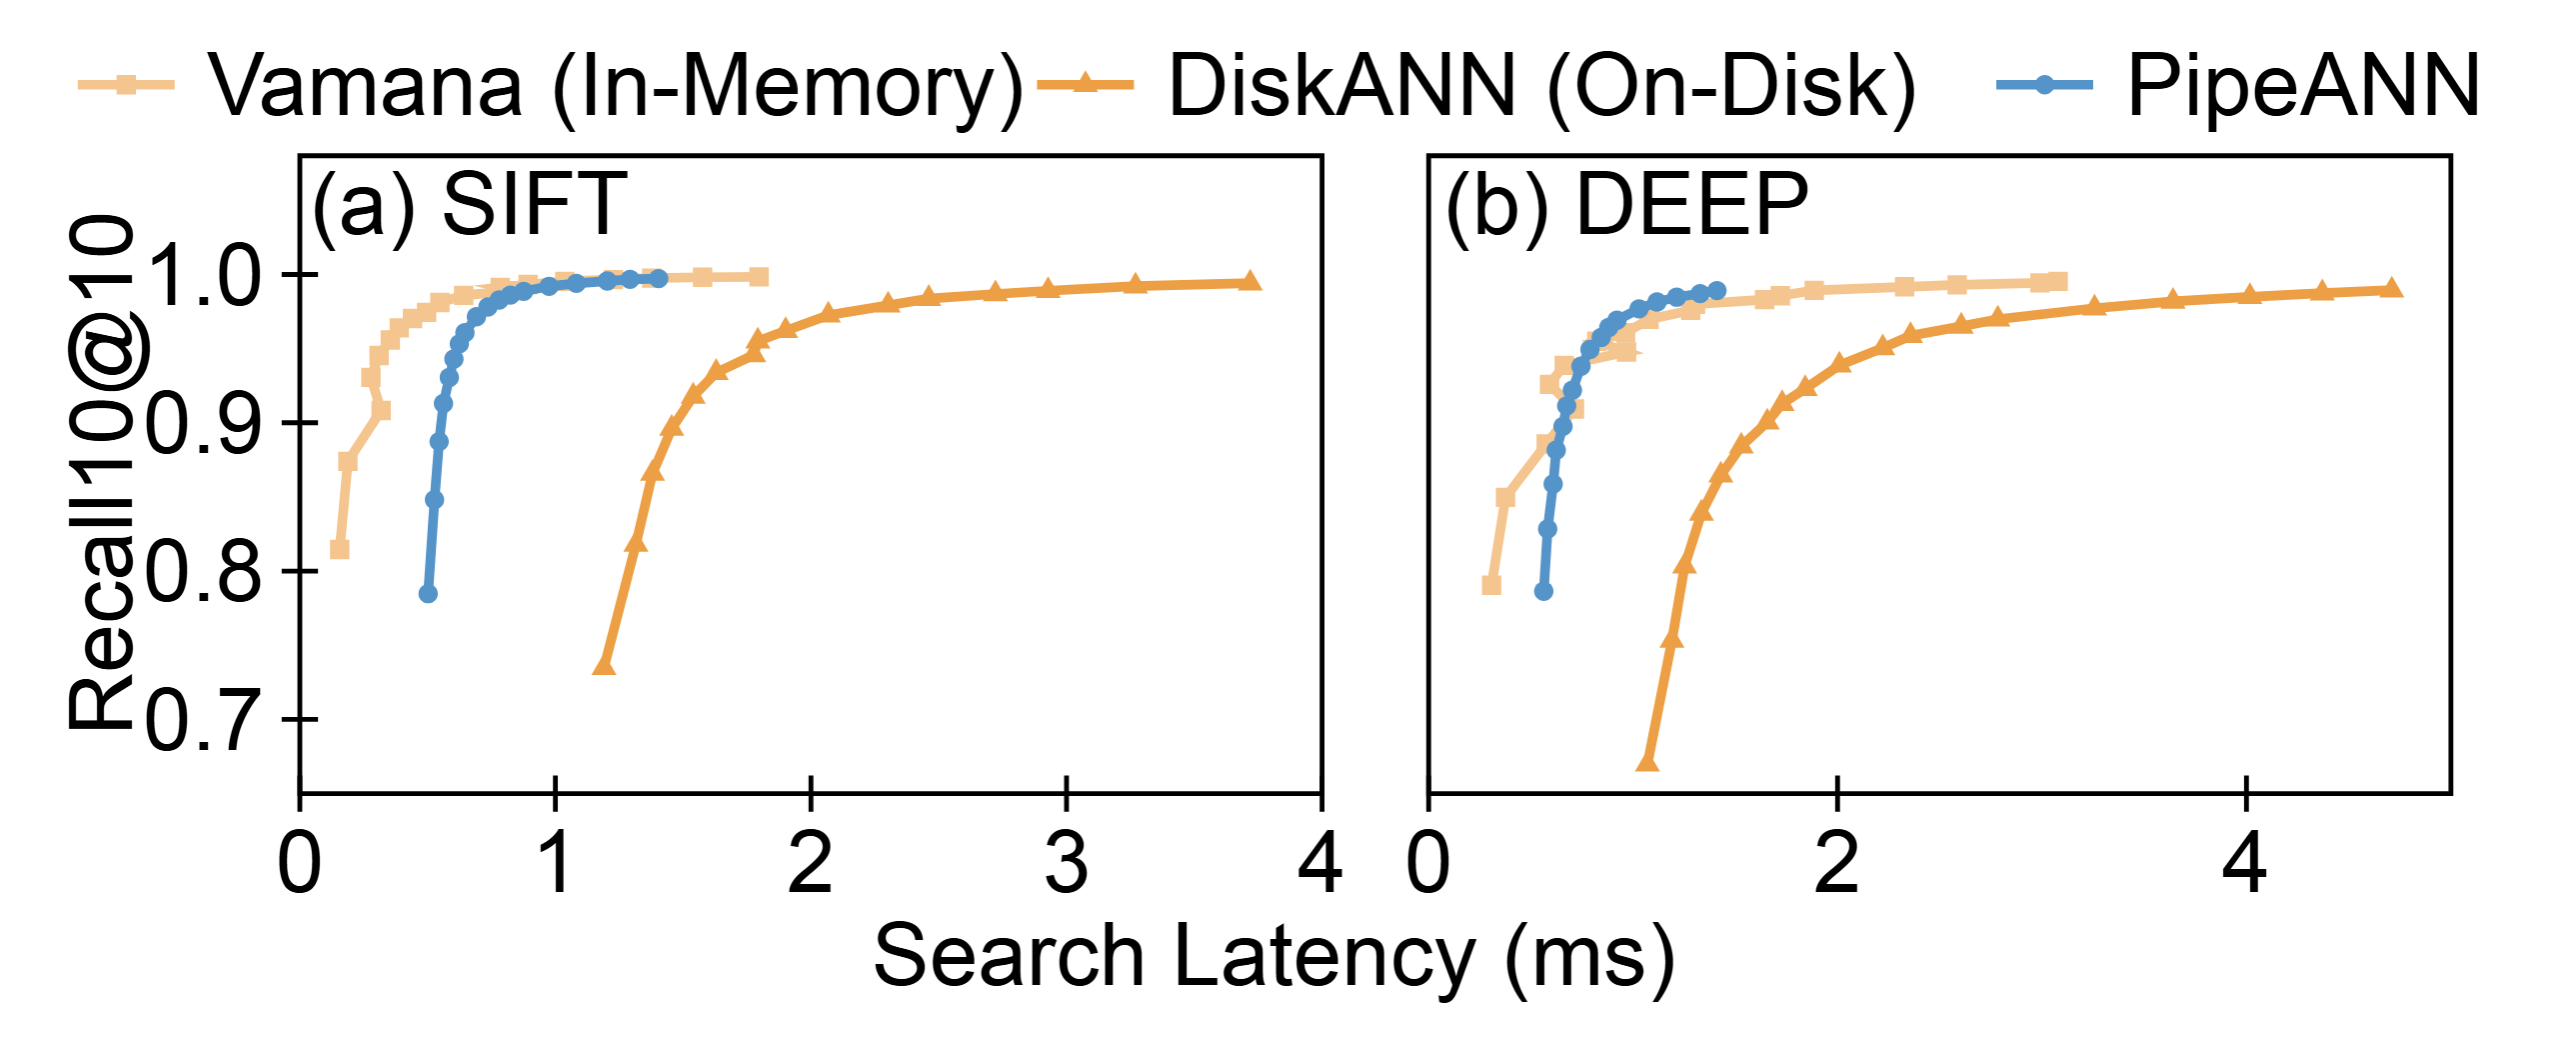 Vamana (In-Memory) DiskANN (On-Disk) PipeANN
(a) SIFT (b) DEEP
Recall10@10
1.0
0.9
0.8
0.7
0 1 2 3 4 0 2 4
Search Latency (ms)